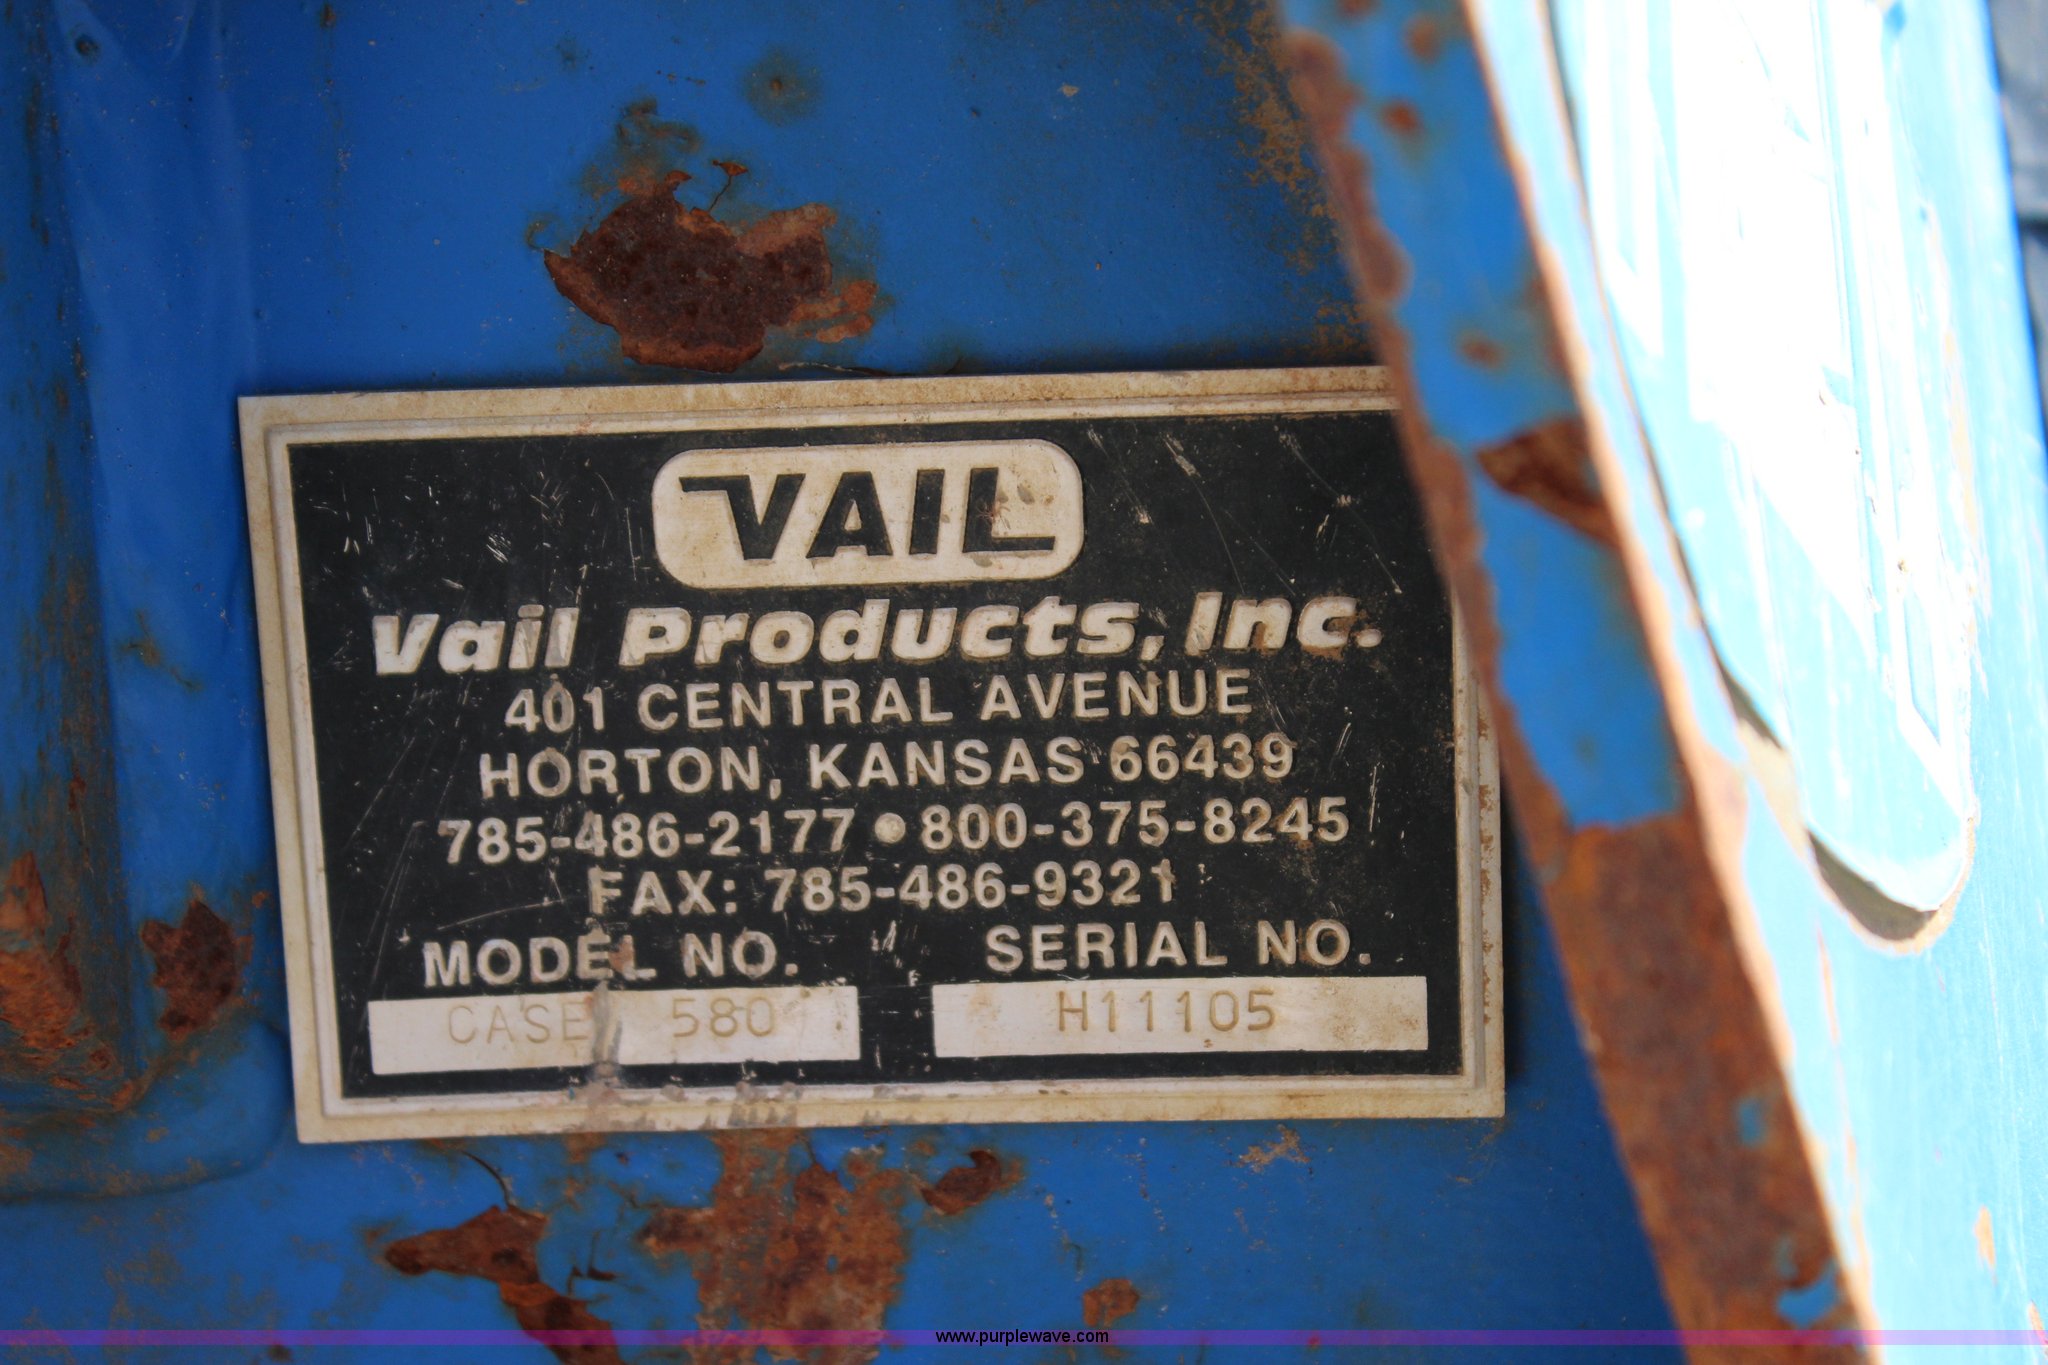 VAIL
Vail Products, Inc.
401 CENTRAL AVENUE
HORTON, KANSAS 66439
785-486-2177 • 800-375-8245
FAX: 785-486-9321
MODEL NO. SERIAL NO.
CASE 580 H11105
www.purplewave.com